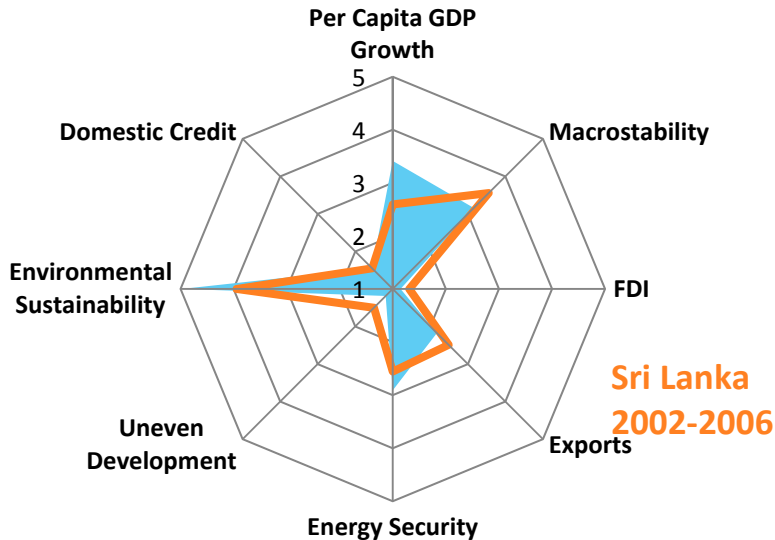 Per Capita GDP
Growth
5
Domestic Credit
Macrostability
4
3
2
Environmental
Sustainability
1
FDI
Sri Lanka
2002-2006
Uneven
Development
Exports
Energy Security